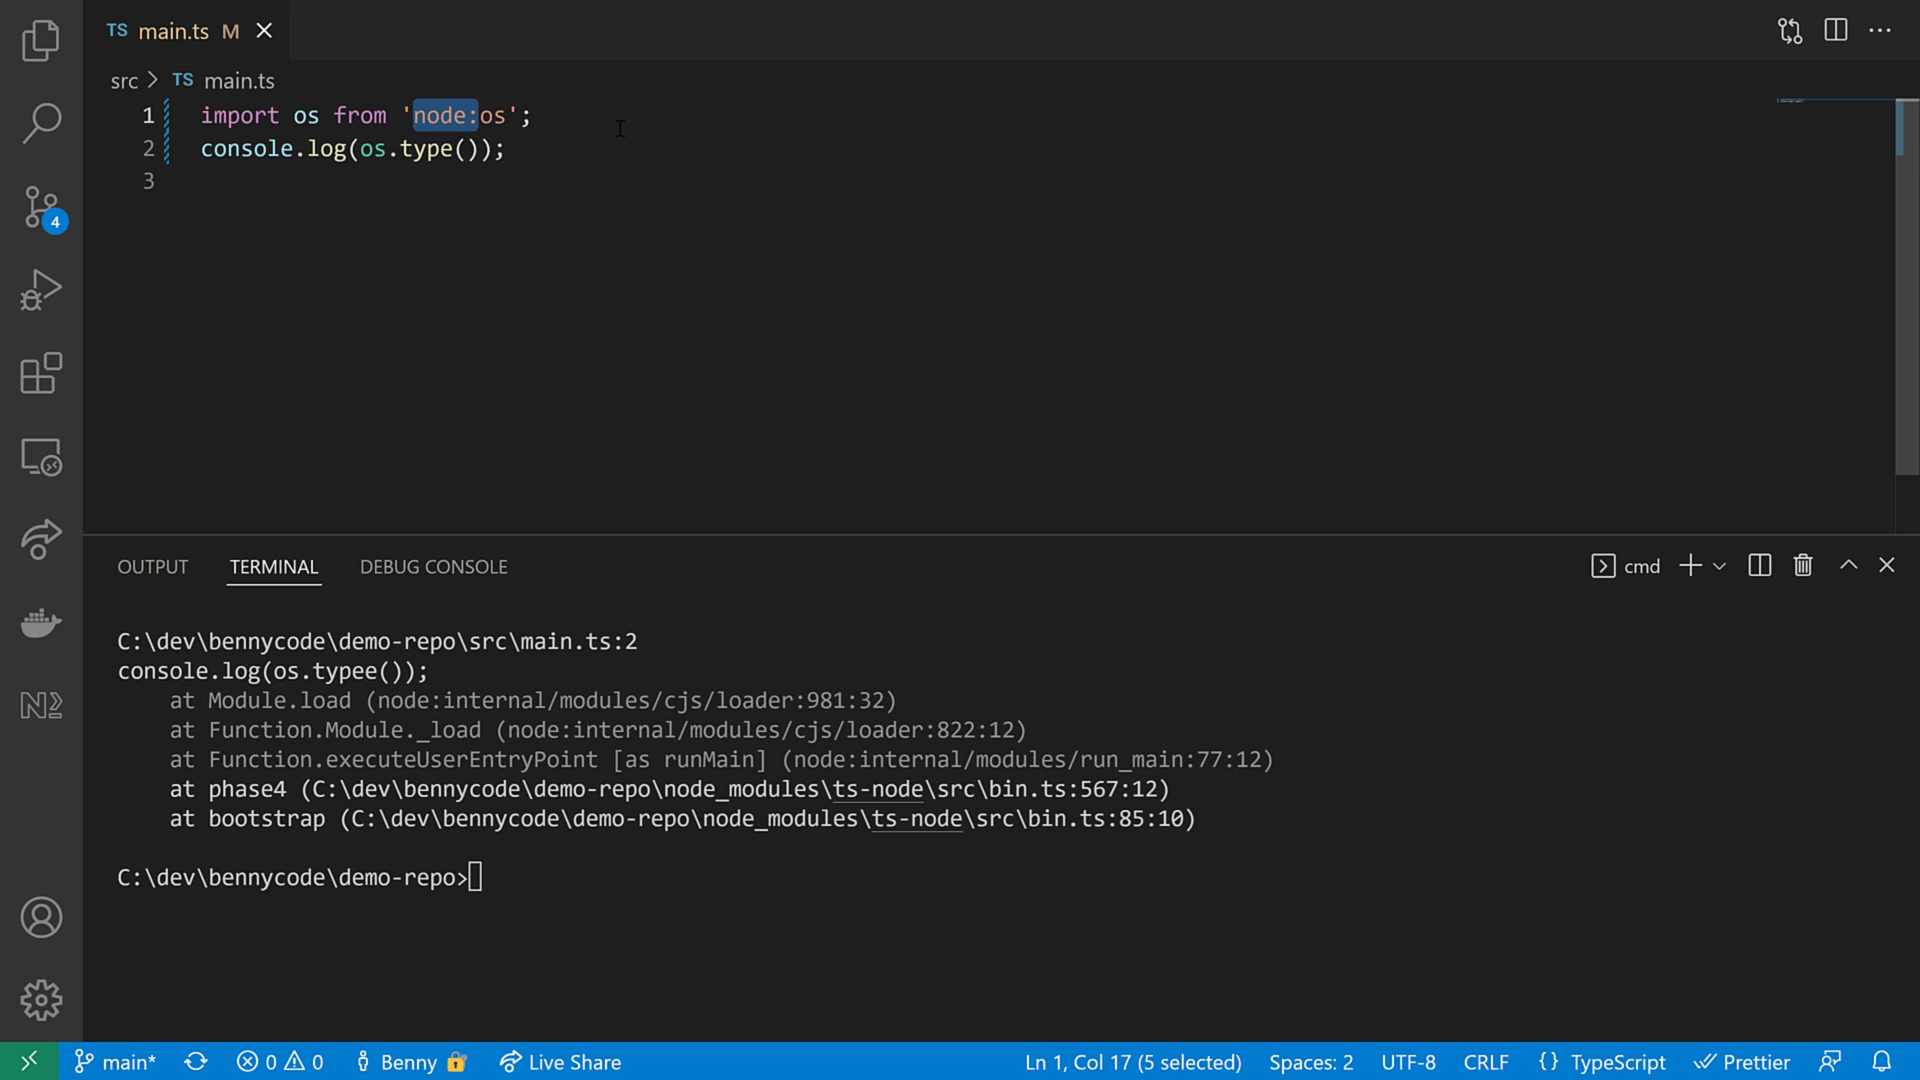 TS main.ts M
src > TS main.ts
1 import os from 'node:os';
2 console.log(os.type());
3
4
OUTPUT TERMINAL DEBUG CONSOLE cmd
C:\dev\bennycode\demo-repo\src\main.ts:2
console.log(os.typee());
at Module.load (node:internal/modules/cjs/loader:981:32)
at Function.Module._load (node:internal/modules/cjs/loader:822:12)
at Function.executeUserEntryPoint [as runMain] (node:internal/modules/run_main:77:12)
at phase4 (C:\dev\bennycode\demo-repo\node_modules\ts-node\src\bin.ts:567:12)
at bootstrap (C:\dev\bennycode\demo-repo\node_modules\ts-node\src\bin.ts:85:10)
C:\dev\bennycode\demo-repo>
main* 0 0 Benny Live Share Ln 1, Col 17 (5 selected) Spaces: 2 UTF-8 CRLF {} TypeScript Prettier